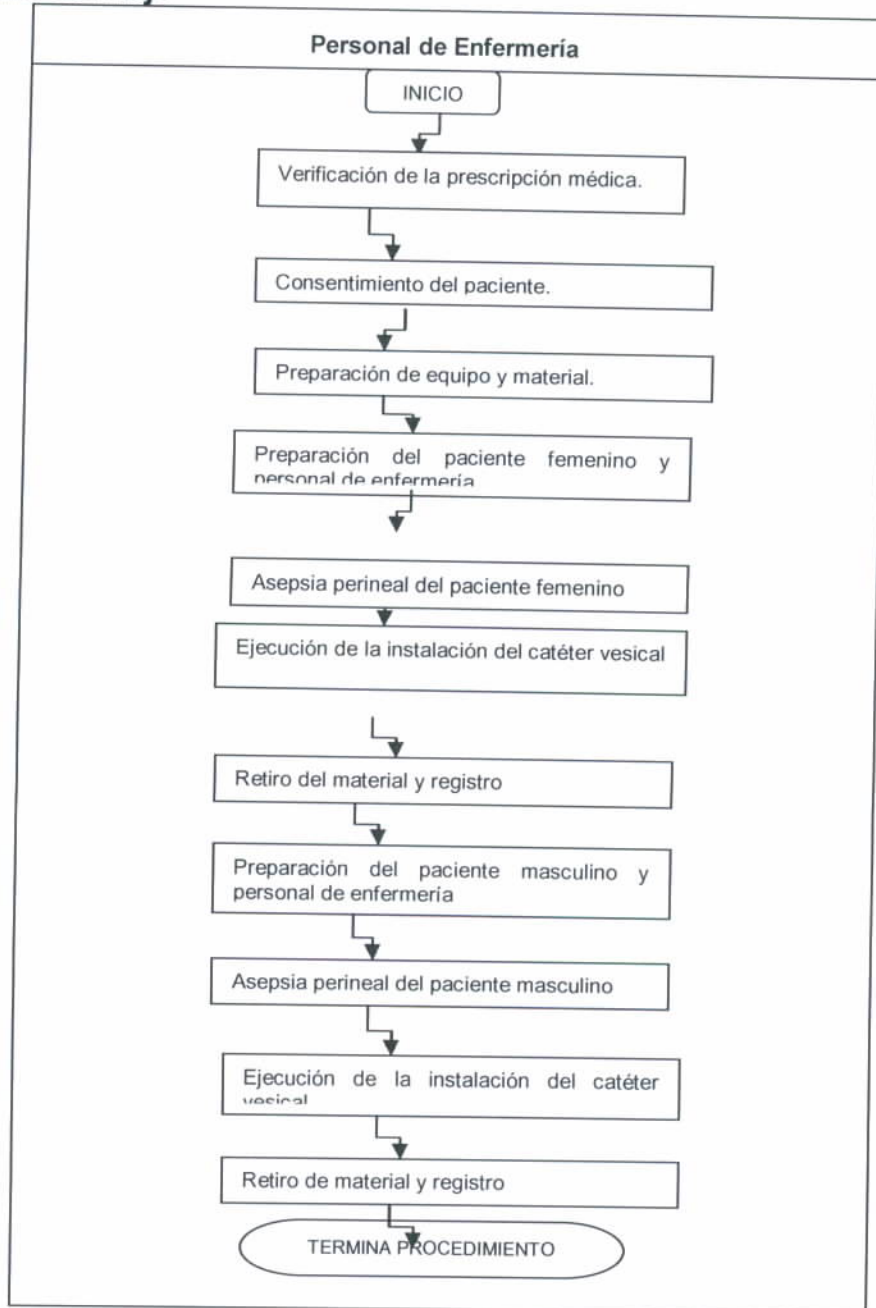 Personal de Enfermería
INICIO
Verificación de la prescripción médica.
Consentimiento del paciente.
Preparación de equipo y material.
Preparación del paciente femenino y
personal de enfermería
Asepsia perineal del paciente femenino
Ejecución de la instalación del catéter vesical
Retiro del material y registro
Preparación del paciente masculino y
personal de enfermería
Asepsia perineal del paciente masculino
Ejecución de la instalación del catéter
vesical
Retiro de material y registro
TERMINA PROCEDIMIENTO